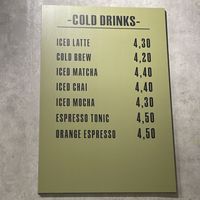 -COLD DRINKS-
ICED LATTE 4,30
COLD BREW 4,20
ICED MATCHA 4,40
ICED CHAI 4,40
ICED MOCHA 4,30
ESPRESSO TONIC 4,50
ORANGE ESPRESSO 4,50